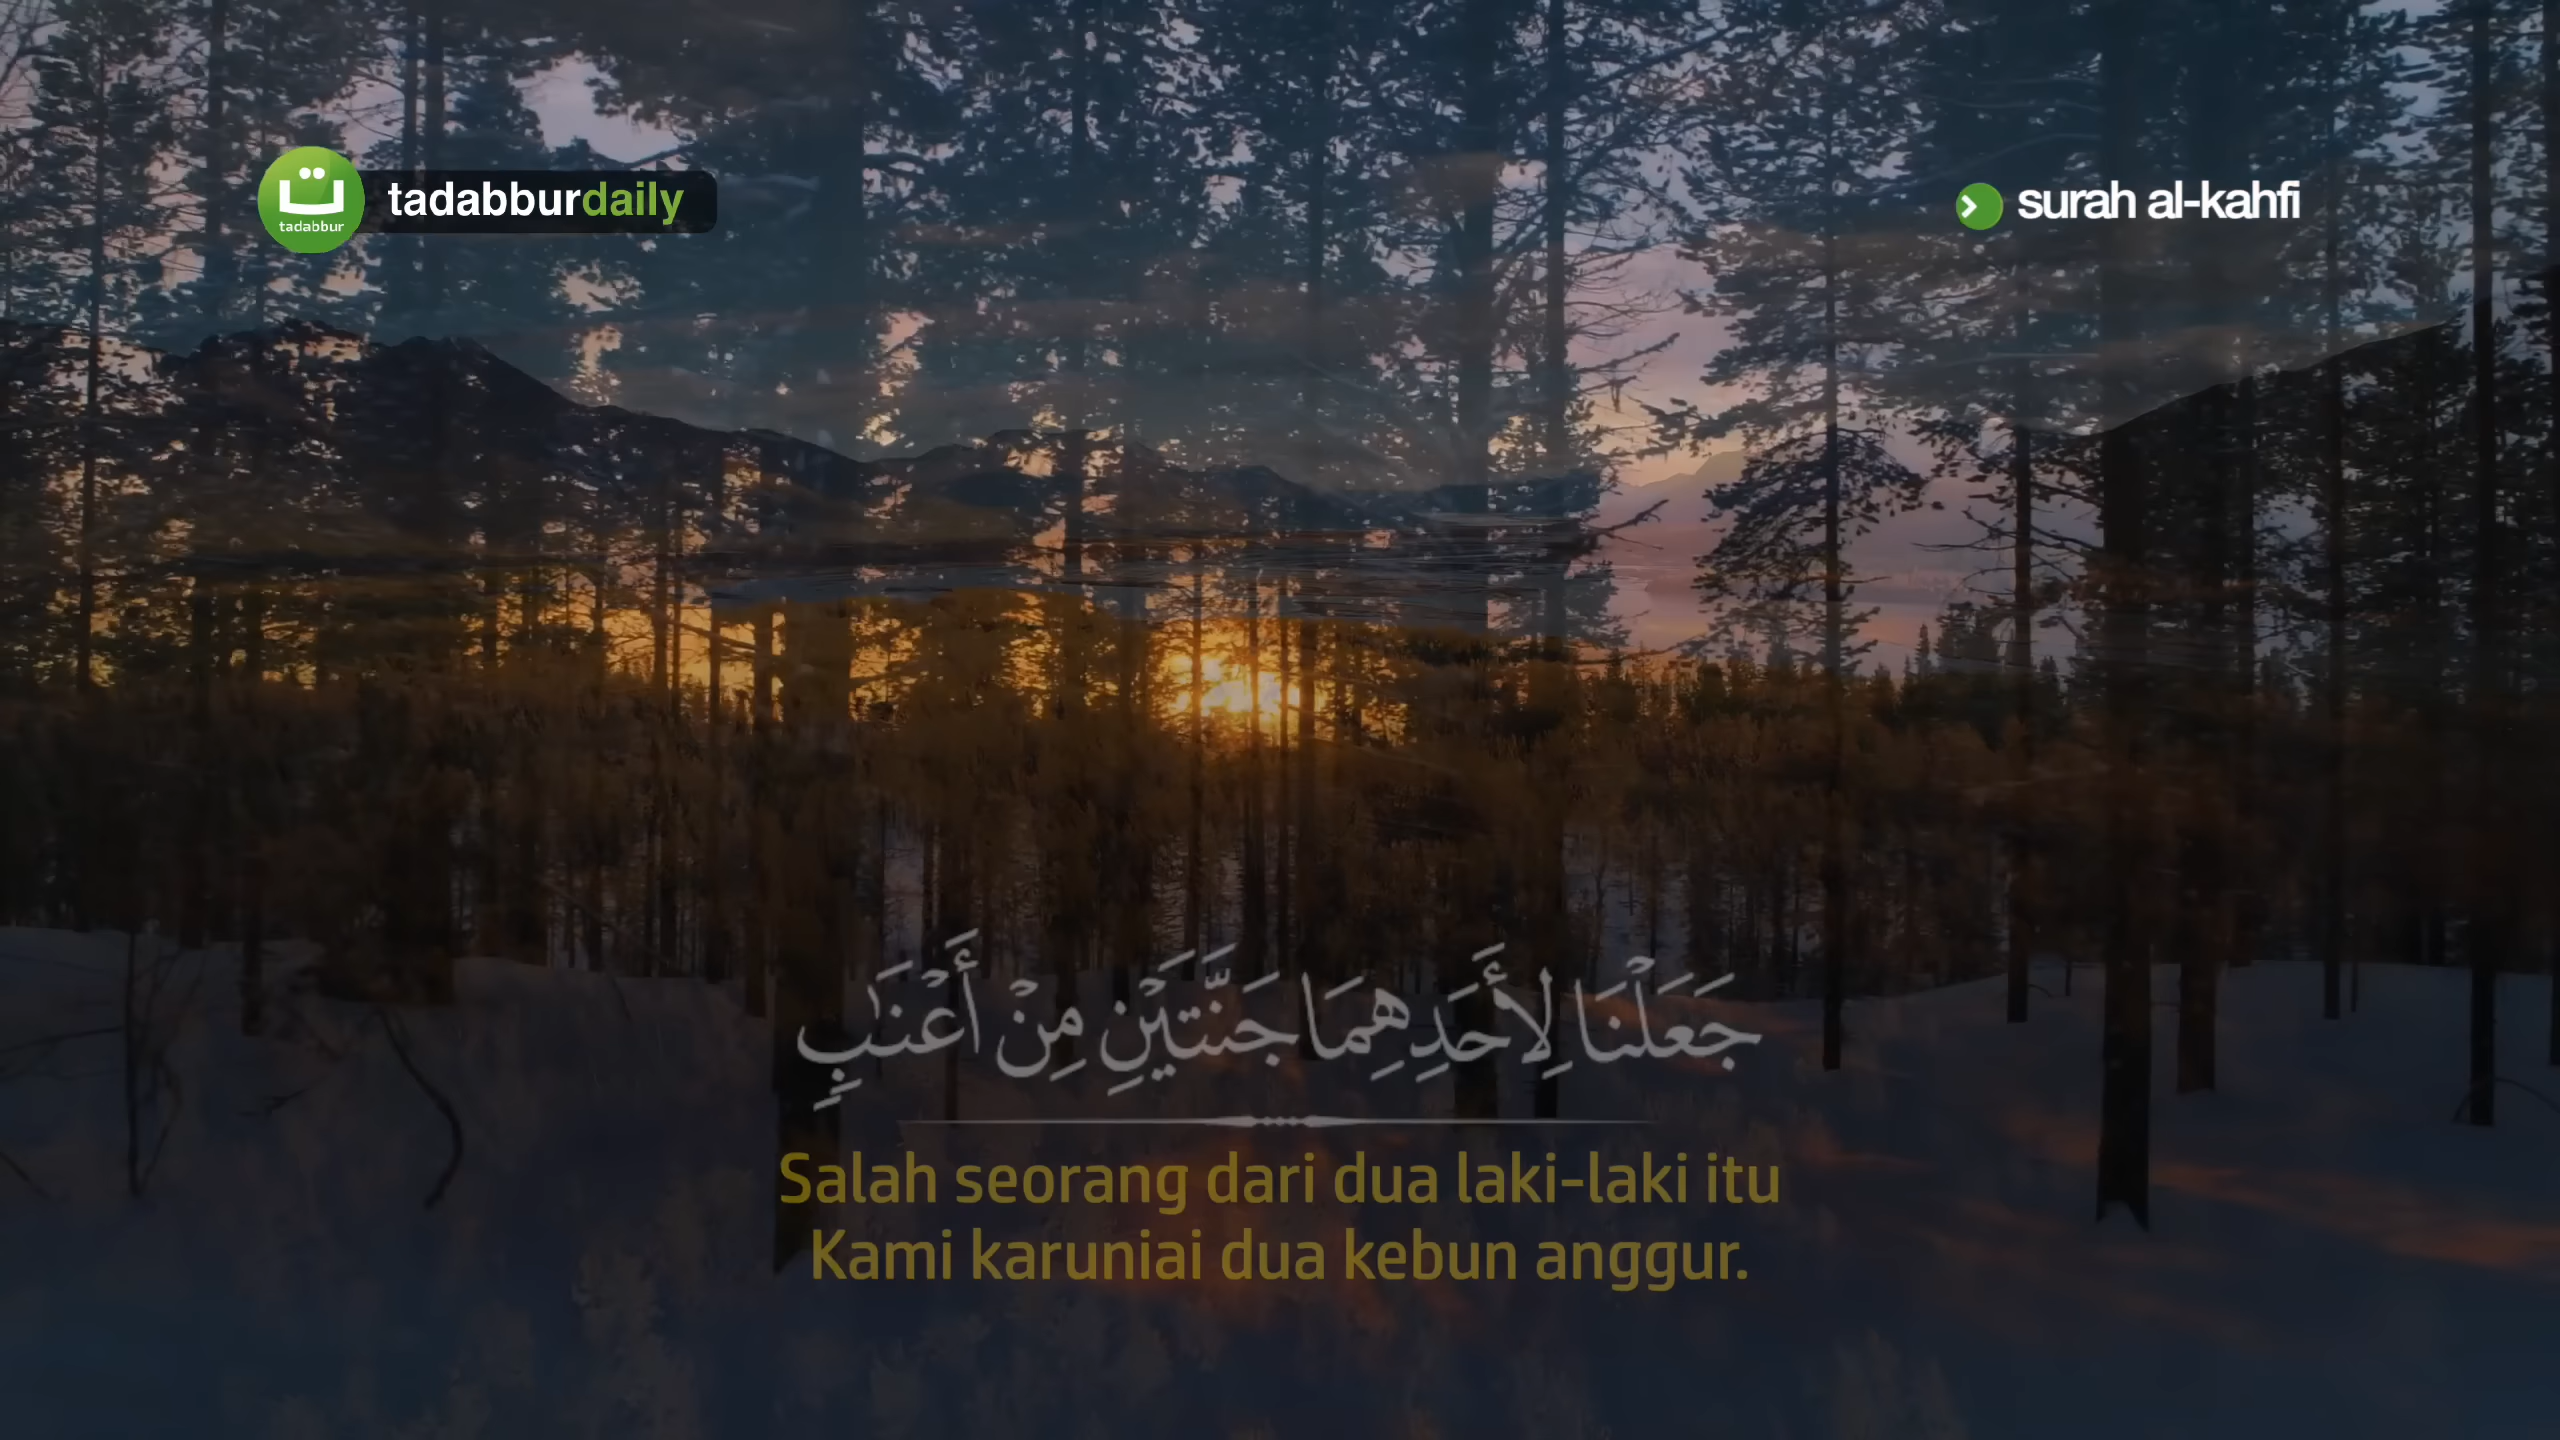 ت
tadabbur
tadabburdaily
surah al-kahfi
جَعَلْنَا لِأَحَدِهِمَا جَنَّتَيْنِ مِنْ أَعْنَٰبٍ
Salah seorang dari dua laki-laki itu
Kami karuniai dua kebun anggur.